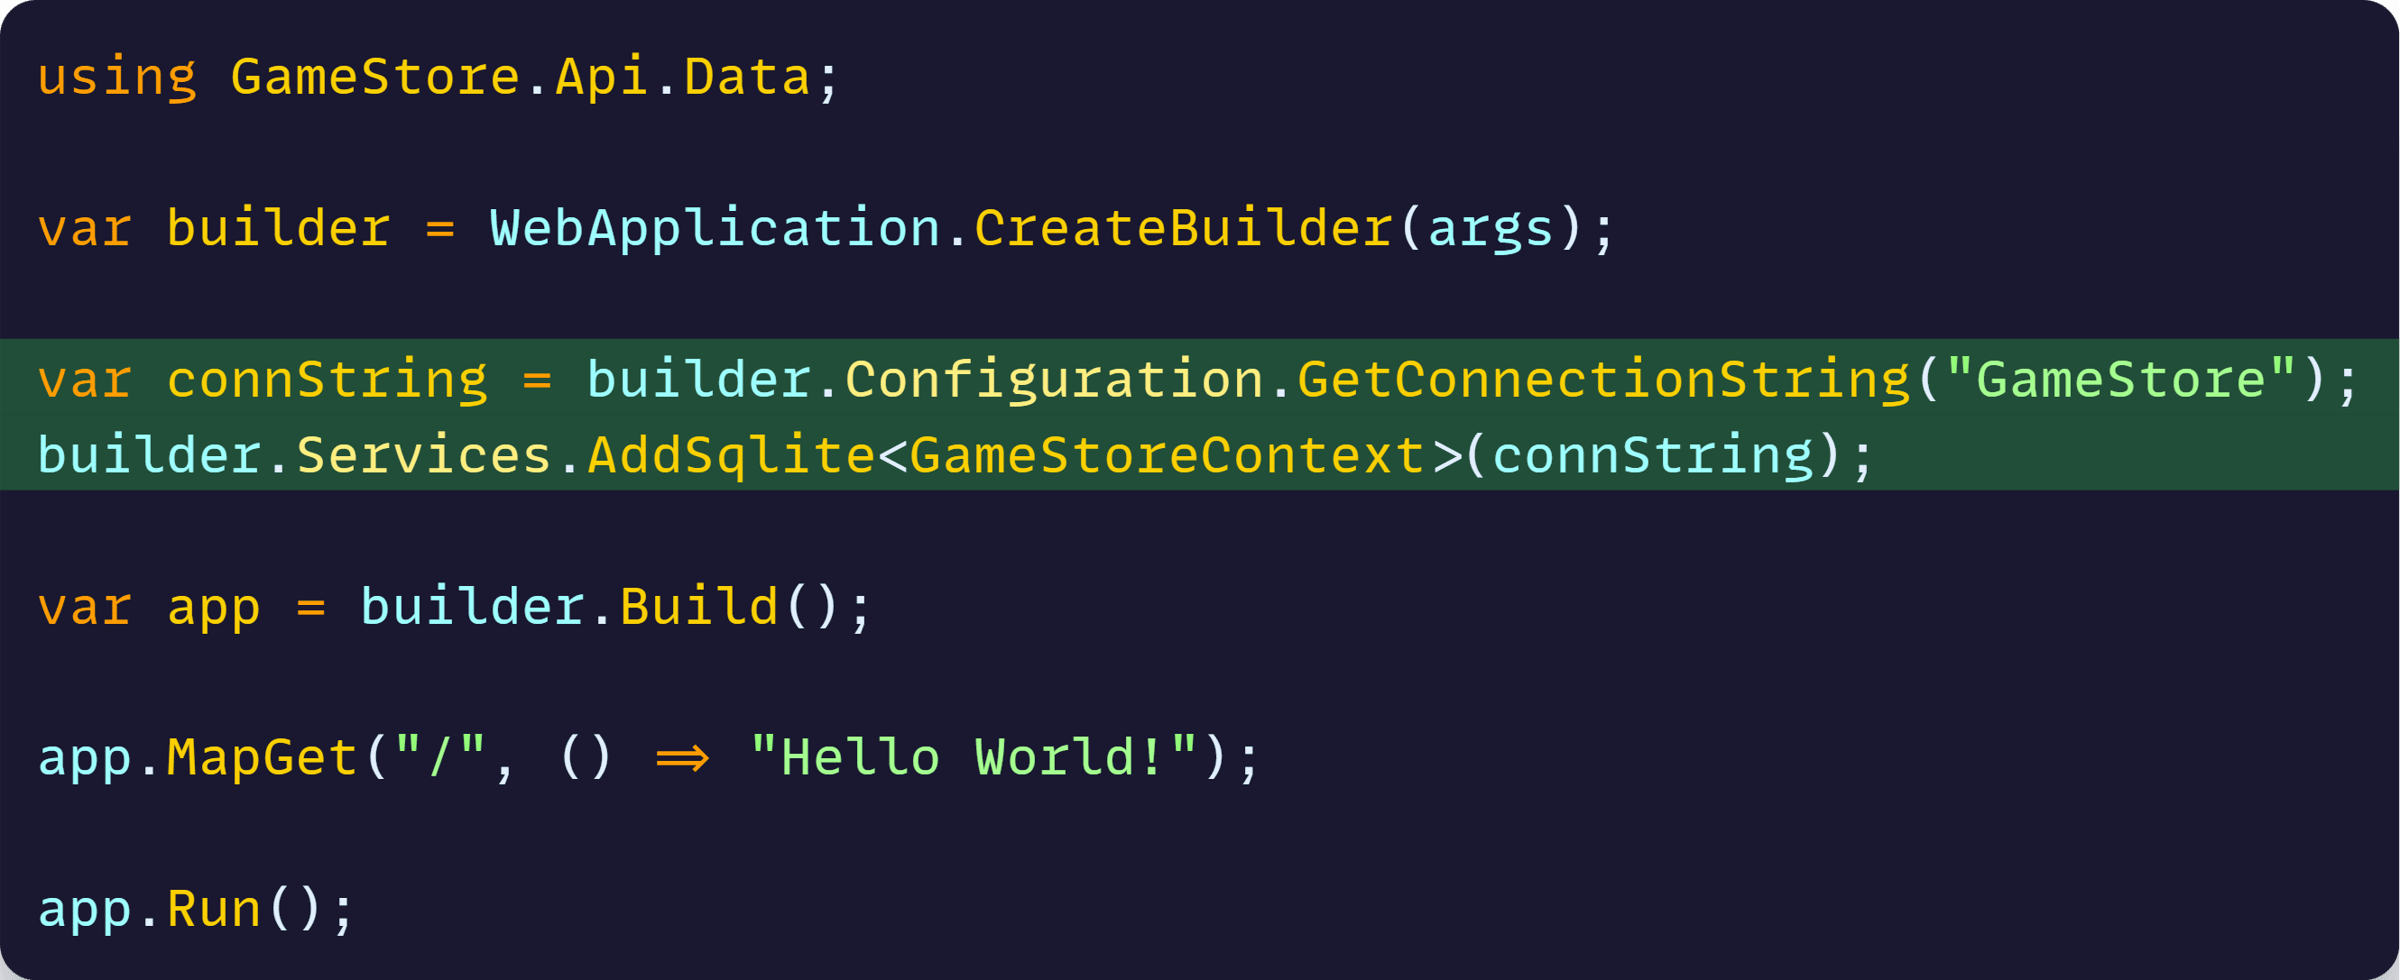 using GameStore.Api.Data;
var builder = WebApplication.CreateBuilder(args);
var connString = builder.Configuration.GetConnectionString("GameStore");
builder.Services.AddSqlite<GameStoreContext>(connString);
var app = builder.Build();
app.MapGet("/", () => "Hello World!");
app.Run();